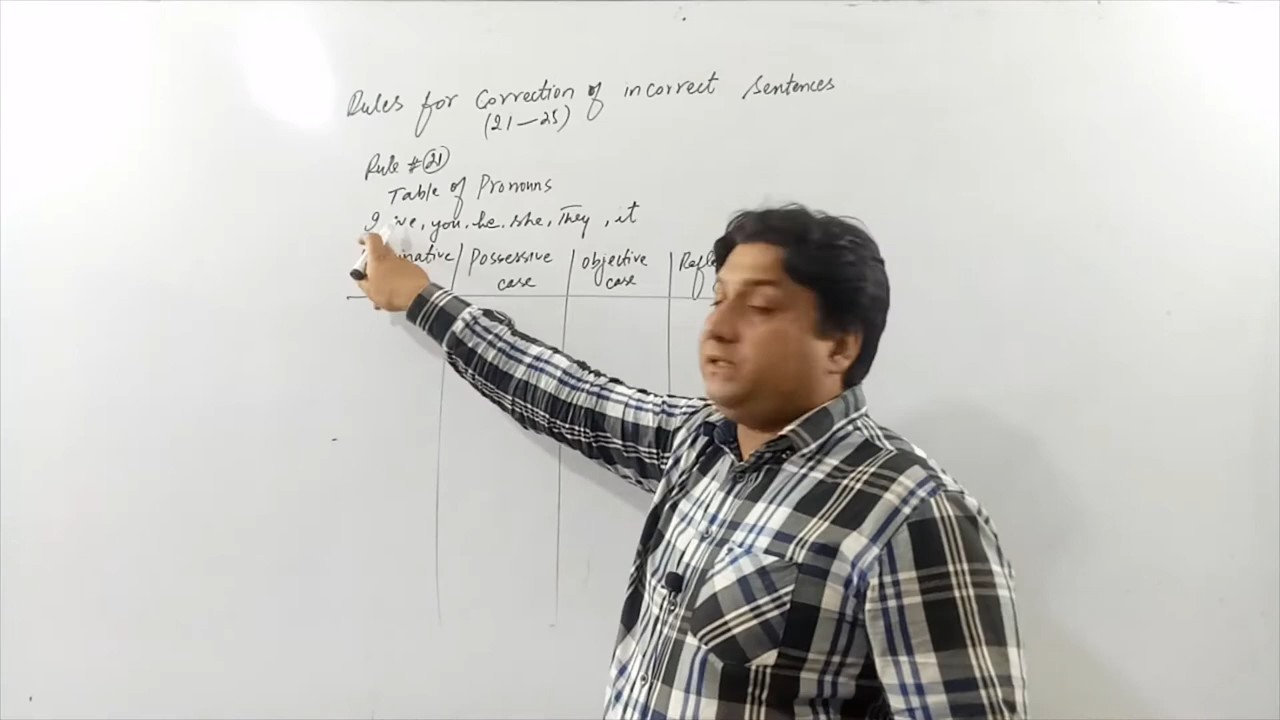 Rules for Correction of incorrect sentences
(21-25)
Rule #21
Table of Pronouns
I we, you, he, she, They, it
Possessive case
objective case